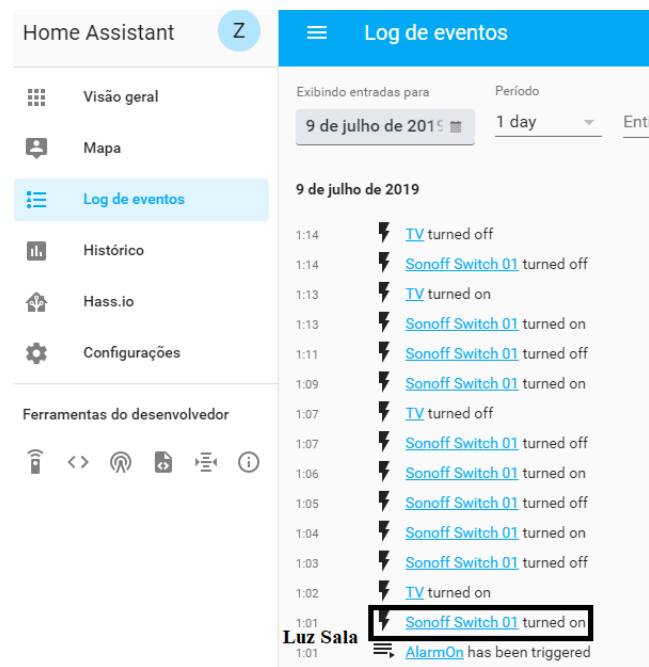 Home Assistant
Z
Visão geral
Mapa
Log de eventos
Histórico
Hass.io
Configurações
Ferramentas do desenvolvedor
Log de eventos
Exibindo entradas para
Período
9 de julho de 2019
1 day
Enti
9 de julho de 2019
1:14 TV turned off
1:14 Sonoff Switch 01 turned off
1:13 TV turned on
1:13 Sonoff Switch 01 turned on
1:11 Sonoff Switch 01 turned off
1:09 Sonoff Switch 01 turned on
1:07 TV turned off
1:07 Sonoff Switch 01 turned off
1:06 Sonoff Switch 01 turned on
1:05 Sonoff Switch 01 turned off
1:04 Sonoff Switch 01 turned on
1:03 Sonoff Switch 01 turned off
1:02 TV turned on
1:01 Sonoff Switch 01 turned on
Luz Sala
1:01 AlarmOn has been triggered